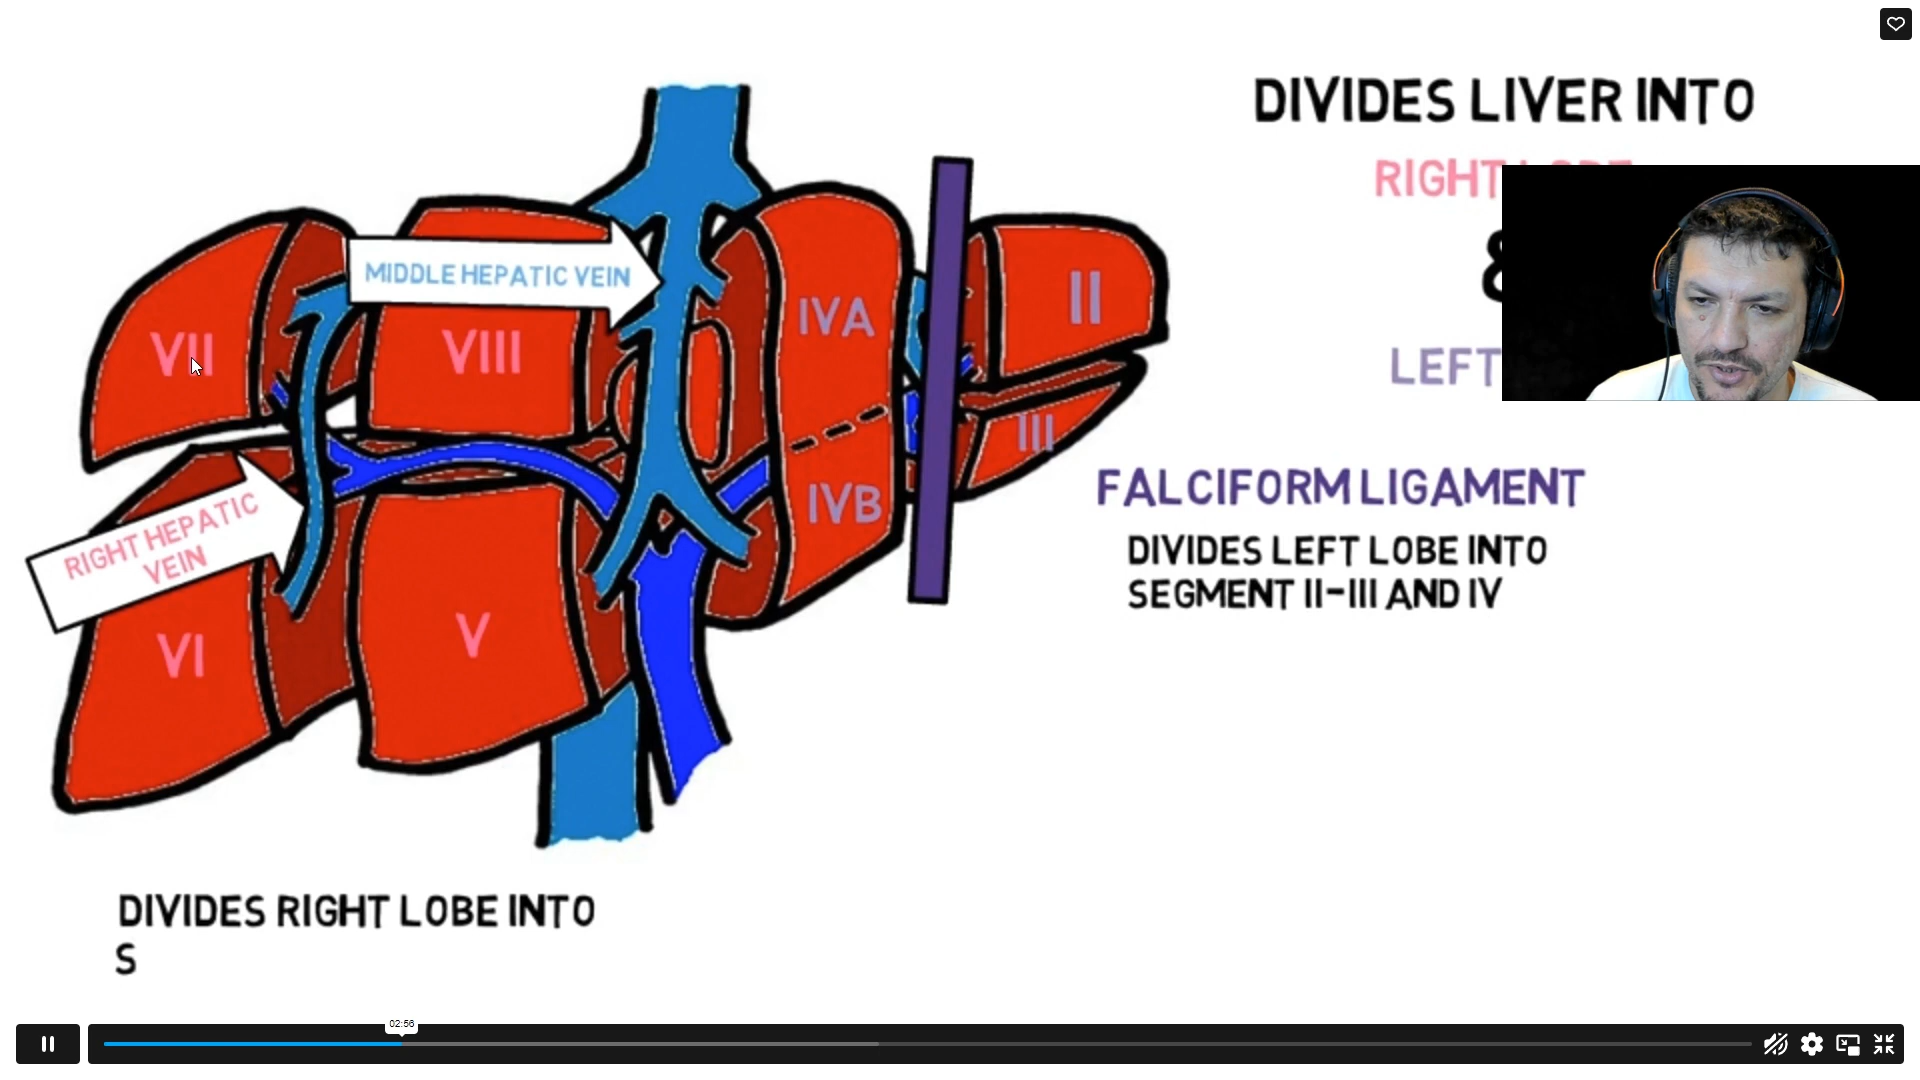 DIVIDES LIVER INTO
RIGHT LOBE
LEFT
MIDDLE HEPATIC VEIN
VII
VIII
IVA
II
III
IVB
RIGHT HEPATIC
VEIN
VI
V
FALCIFORM LIGAMENT
DIVIDES LEFT LOBE INTO
SEGMENT II-III AND IV
DIVIDES RIGHT LOBE INTO
S
02:56